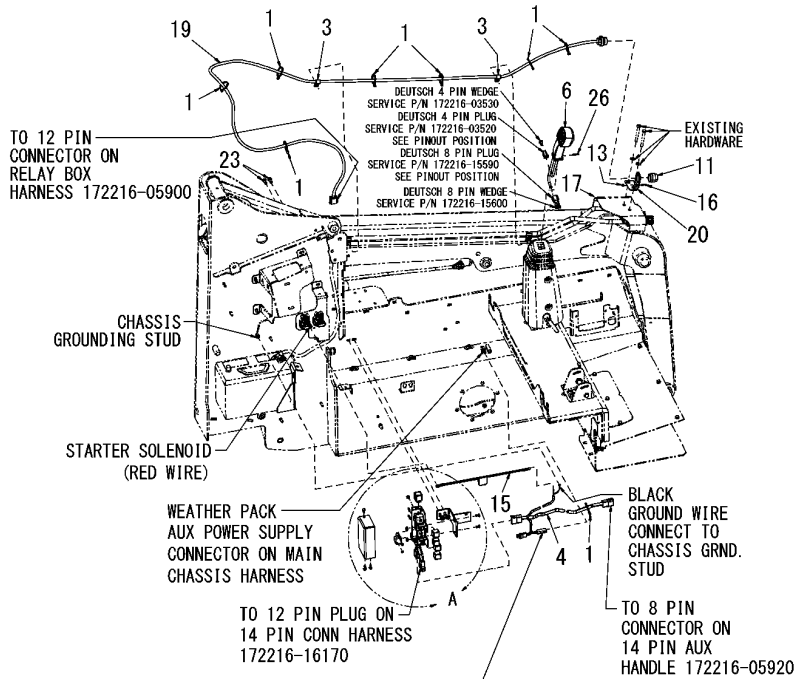 1
19
3
1
3
1
1
DEUTSCH 4 PIN WEDGE
SERVICE P/N 172216-03530
DEUTSCH 4 PIN PLUG
SERVICE P/N 172216-03520
SEE PINOUT POSITION
DEUTSCH 8 PIN PLUG
SERVICE P/N 172216-15590
SEE PINOUT POSITION
DEUTSCH 8 PIN WEDGE
SERVICE P/N 172216-15600
6
26
EXISTING
HARDWARE
13
11
17
16
20
TO 12 PIN
CONNECTOR ON
RELAY BOX
HARNESS 172216-05900
23
1
CHASSIS
GROUNDING STUD
STARTER SOLENOID
(RED WIRE)
WEATHER PACK
AUX POWER SUPPLY
CONNECTOR ON MAIN
CHASSIS HARNESS
15
4
1
BLACK
GROUND WIRE
CONNECT TO
CHASSIS GRND.
STUD
A
TO 12 PIN PLUG ON
14 PIN CONN HARNESS
172216-16170
TO 8 PIN
CONNECTOR ON
14 PIN AUX
HANDLE 172216-05920